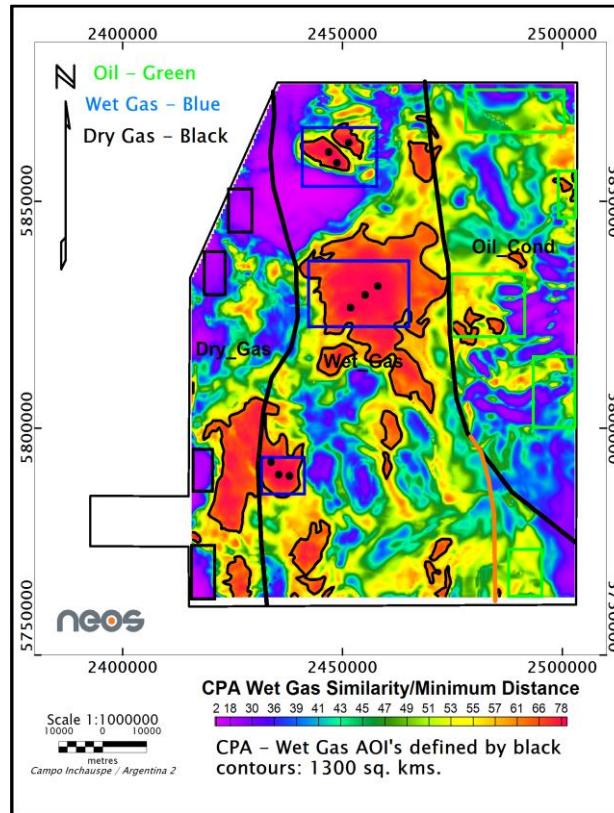 2400000 2450000 2500000
N
Oil - Green
Wet Gas - Blue
Dry Gas - Black
5850000 5850000
Oil_Cond
Dry_Gas Wet_Gas
5800000 5800000
neos
5750000 5750000
2400000 2450000 2500000
CPA Wet Gas Similarity/Minimum Distance
2 18 30 36 39 41 43 45 47 49 51 53 55 57 61 66 78
Scale 1:1000000
10000 0 10000
metres
Campo Inchauspe / Argentina 2
CPA - Wet Gas AOI's defined by black
contours: 1300 sq. kms.